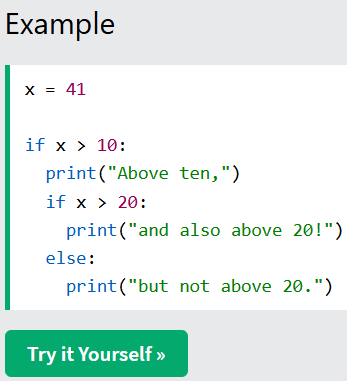 Example
x = 41
if x > 10:
  print("Above ten,")
  if x > 20:
    print("and also above 20!")
  else:
    print("but not above 20.")
Try it Yourself »